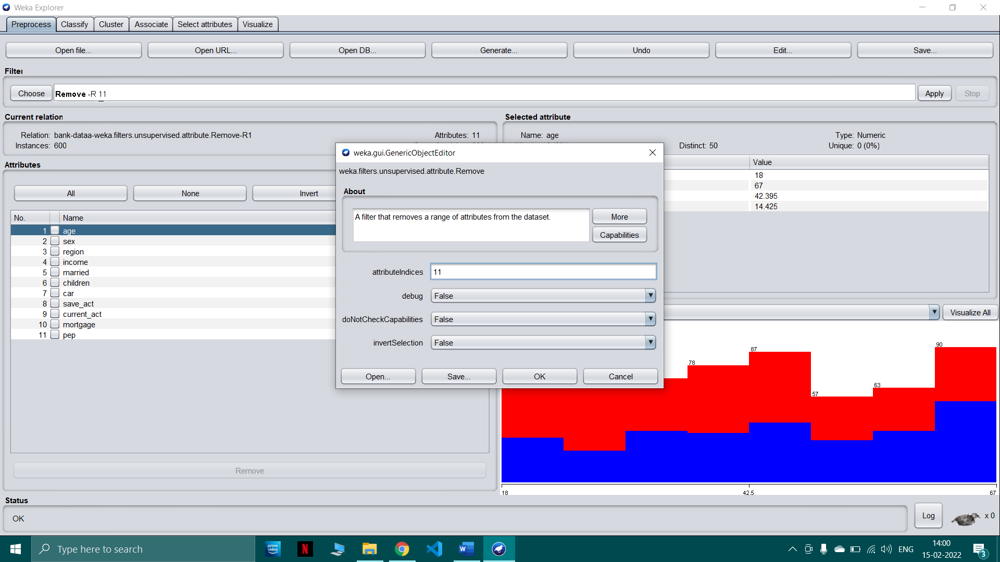 Weka Explorer
Preprocess Classify Cluster Associate Select attributes Visualize
Open file... Open URL... Open DB... Generate... Undo Edit... Save...
Filter
Choose Remove -R 11 Apply Stop
Current relation
Relation: bank-dataa-weka.filters.unsupervised.attribute.Remove-R1 Attributes: 11
Instances: 600
Selected attribute
Name: age Type: Numeric
Distinct: 50 Unique: 0 (0%)
Value
18
67
42.395
14.425
Attributes
All None Invert
No. Name
1 age
2 sex
3 region
4 income
5 married
6 children
7 car
8 save_act
9 current_act
10 mortgage
11 pep
Remove
weka.gui.GenericObjectEditor
weka.filters.unsupervised.attribute.Remove
About
A filter that removes a range of attributes from the dataset.
More
Capabilities
attributeIndices 11
debug False
doNotCheckCapabilities False
invertSelection False
Open... Save... OK Cancel
Visualize All
78 87 57 63 90
18 42.5 67
Status
OK
Log x 0
Type here to search
prime video
N
W
ENG
14:00
15-02-2022
3